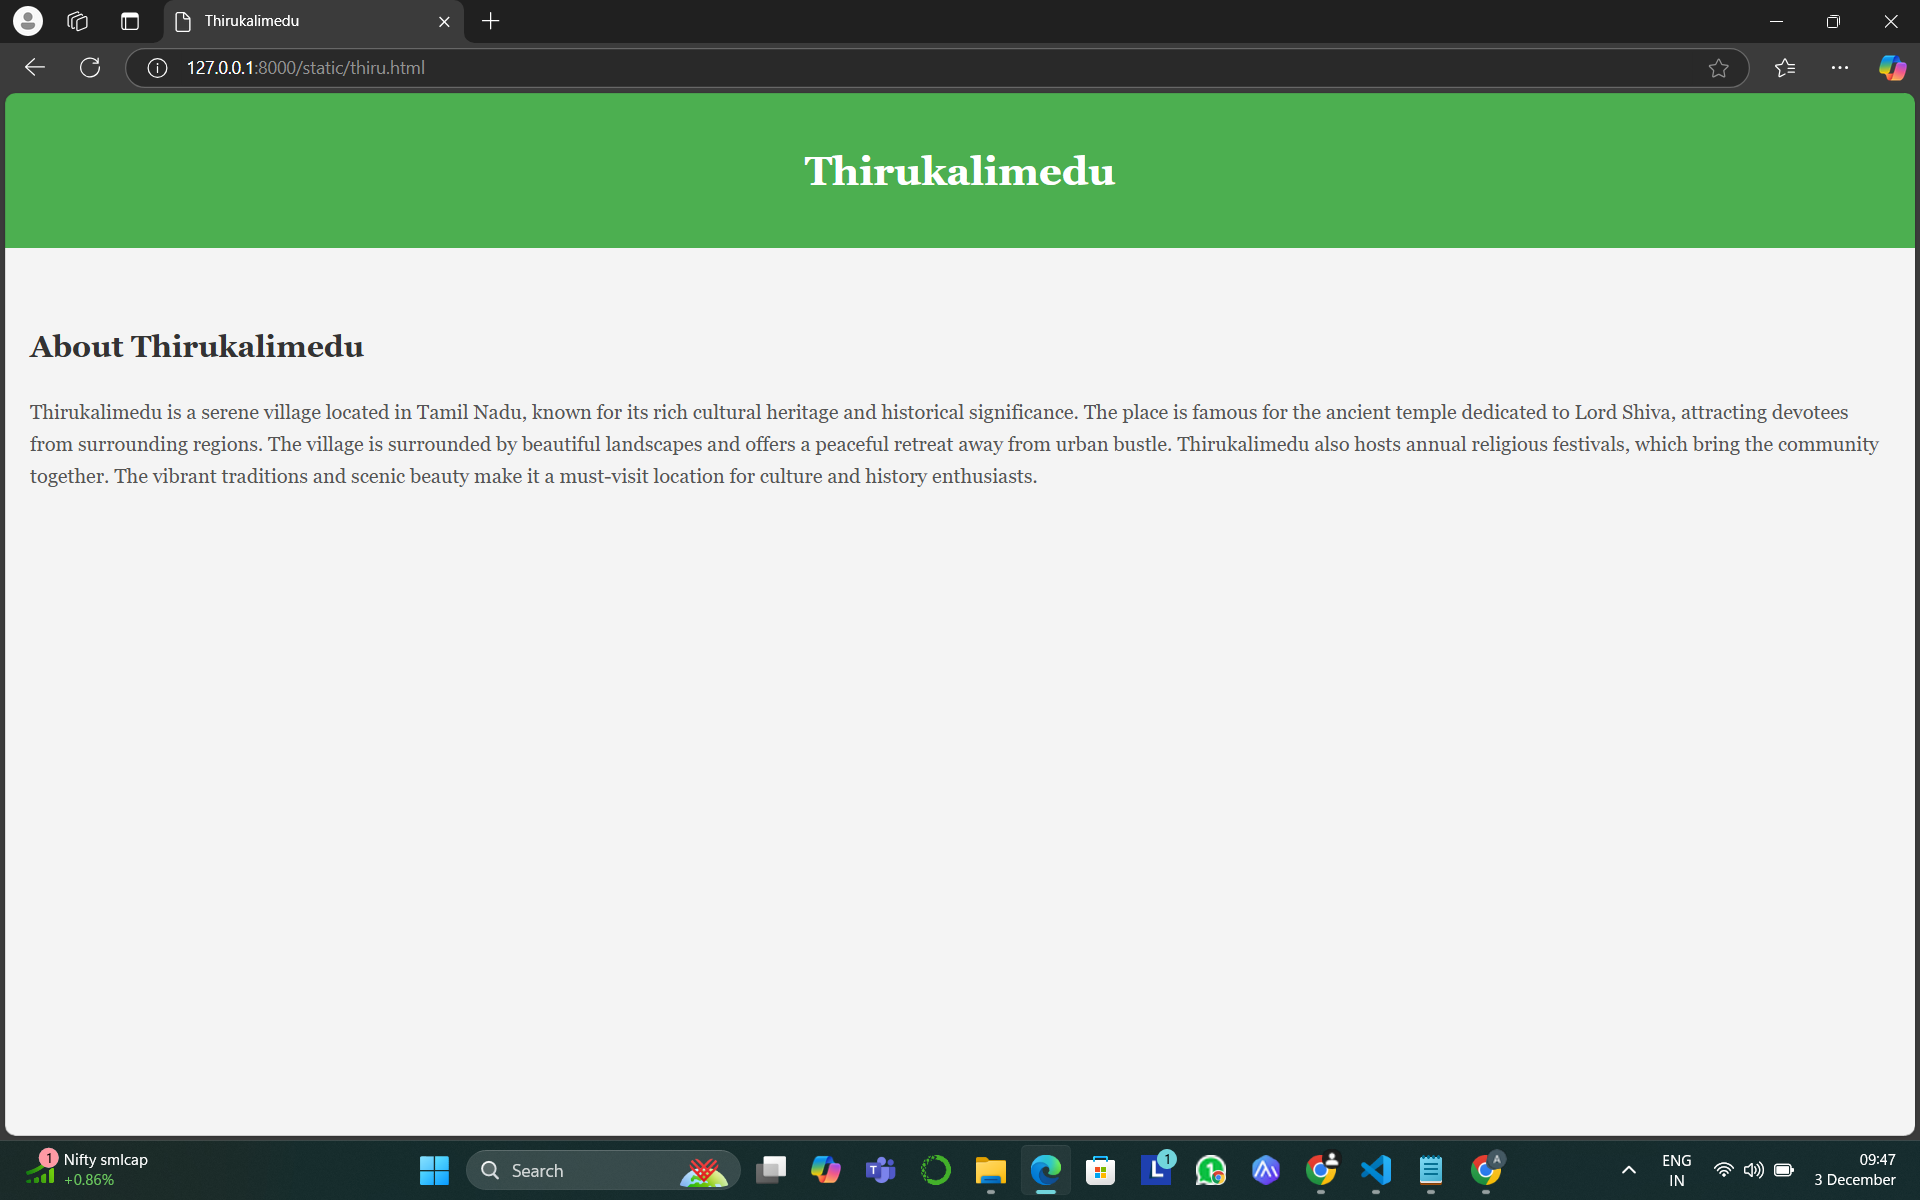 Thirukalimedu
127.0.0.1:8000/static/thiru.html
Thirukalimedu
About Thirukalimedu
Thirukalimedu is a serene village located in Tamil Nadu, known for its rich cultural heritage and historical significance. The place is famous for the ancient temple dedicated to Lord Shiva, attracting devotees
from surrounding regions. The village is surrounded by beautiful landscapes and offers a peaceful retreat away from urban bustle. Thirukalimedu also hosts annual religious festivals, which bring the community
together. The vibrant traditions and scenic beauty make it a must-visit location for culture and history enthusiasts.
1
Nifty smlcap
+0.86%
Search
T
L
1
1
A
ENG
IN
09:47
3 December